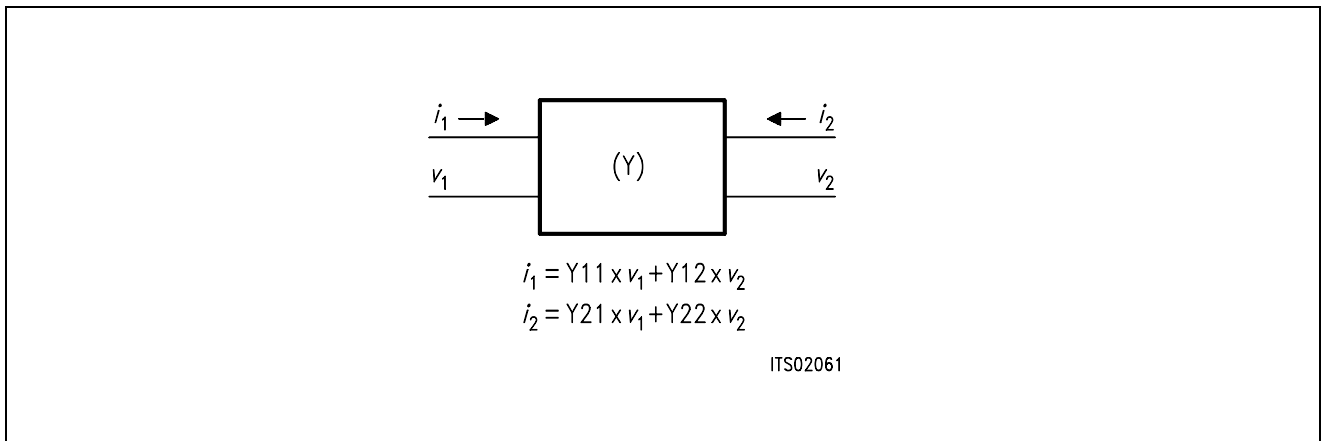 i₁ → ← i₂
v₁ (Y) v₂
i₁ = Y11 x v₁ + Y12 x v₂
i₂ = Y21 x v₁ + Y22 x v₂
ITS02061